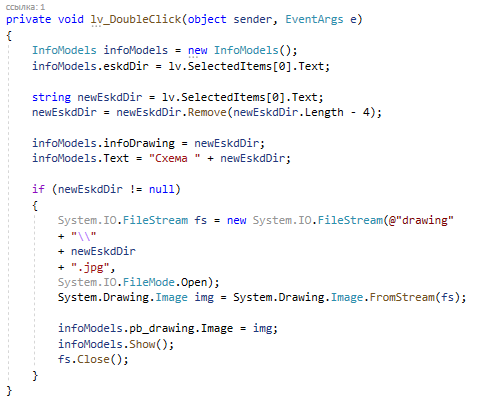 ссылка: 1
private void lv_DoubleClick(object sender, EventArgs e)
{
InfoModels infoModels = new InfoModels();
infoModels.eskdDir = lv.SelectedItems[0].Text;
string newEskdDir = lv.SelectedItems[0].Text;
newEskdDir = newEskdDir.Remove(newEskdDir.Length - 4);
infoModels.infoDrawing = newEskdDir;
infoModels.Text = "Схема " + newEskdDir;
if (newEskdDir != null)
{
System.IO.FileStream fs = new System.IO.FileStream(@"drawing"
+ "\\"
+ newEskdDir
+ ".jpg",
System.IO.FileMode.Open);
System.Drawing.Image img = System.Drawing.Image.FromStream(fs);
infoModels.pb_drawing.Image = img;
infoModels.Show();
fs.Close();
}
}